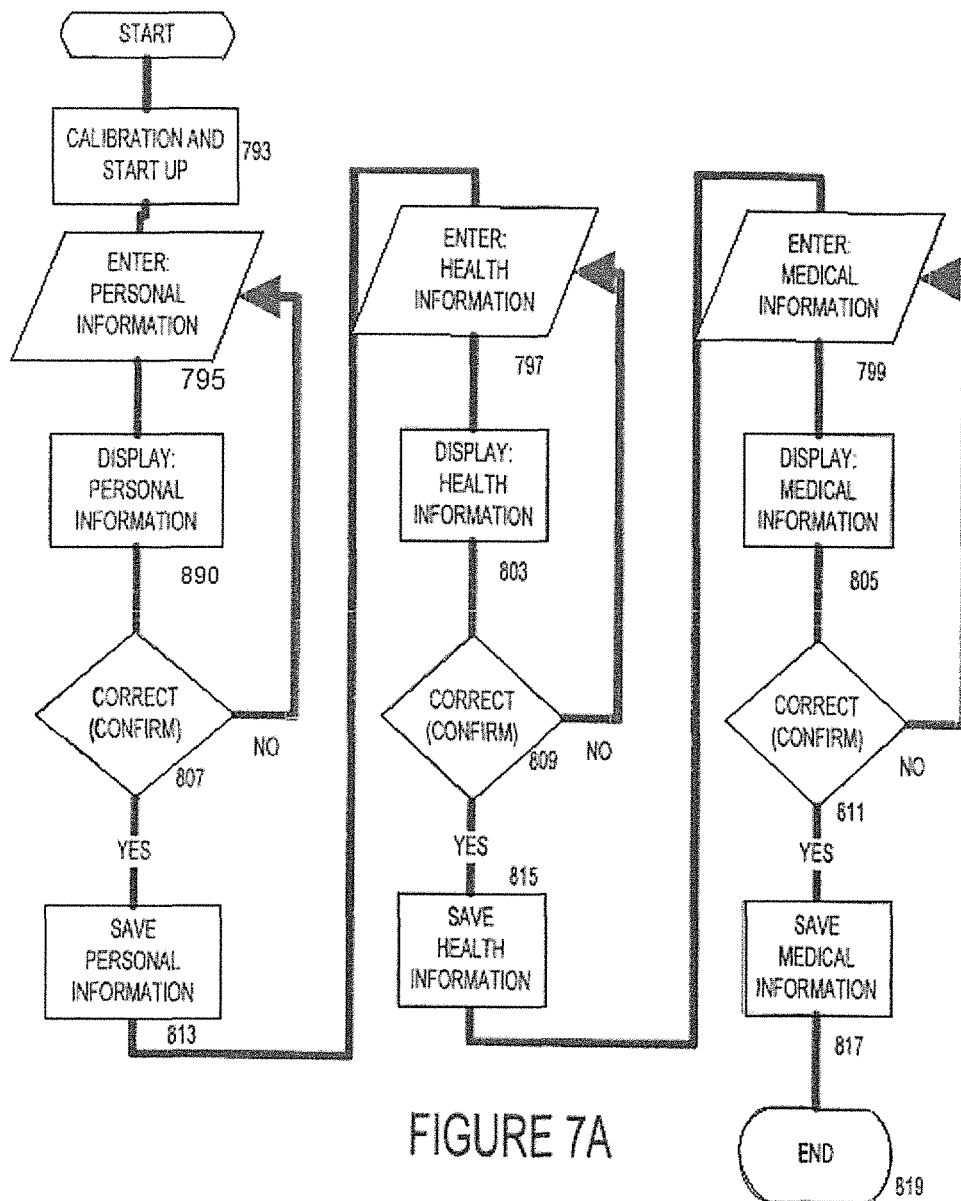 START
CALIBRATION AND
START UP
793
ENTER:
PERSONAL
INFORMATION
795
DISPLAY:
PERSONAL
INFORMATION
890
CORRECT
(CONFIRM)
807
NO
YES
SAVE
PERSONAL
INFORMATION
813
ENTER:
HEALTH
INFORMATION
797
DISPLAY:
HEALTH
INFORMATION
803
CORRECT
(CONFIRM)
809
NO
YES
815
SAVE
HEALTH
INFORMATION
ENTER:
MEDICAL
INFORMATION
799
DISPLAY:
MEDICAL
INFORMATION
805
CORRECT
(CONFIRM)
NO
811
YES
SAVE
MEDICAL
INFORMATION
817
END
819
FIGURE 7A